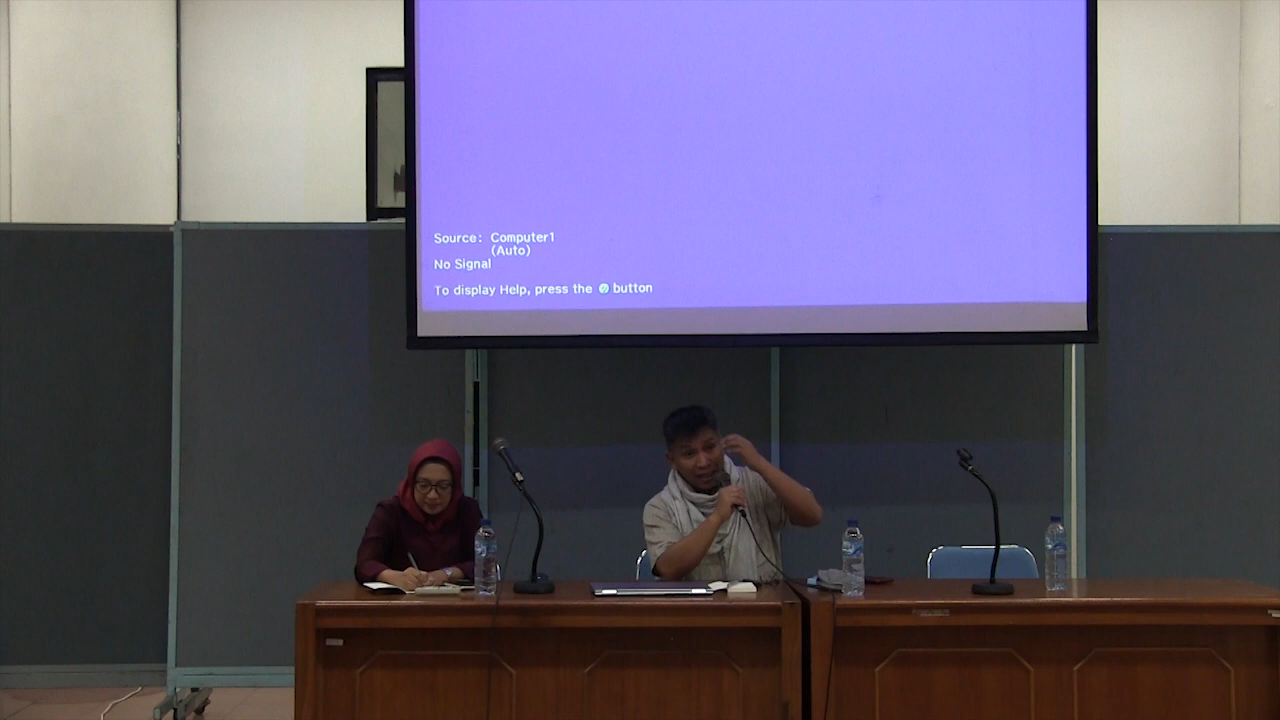 Source: Computer1
(Auto)
No Signal
To display Help, press the button